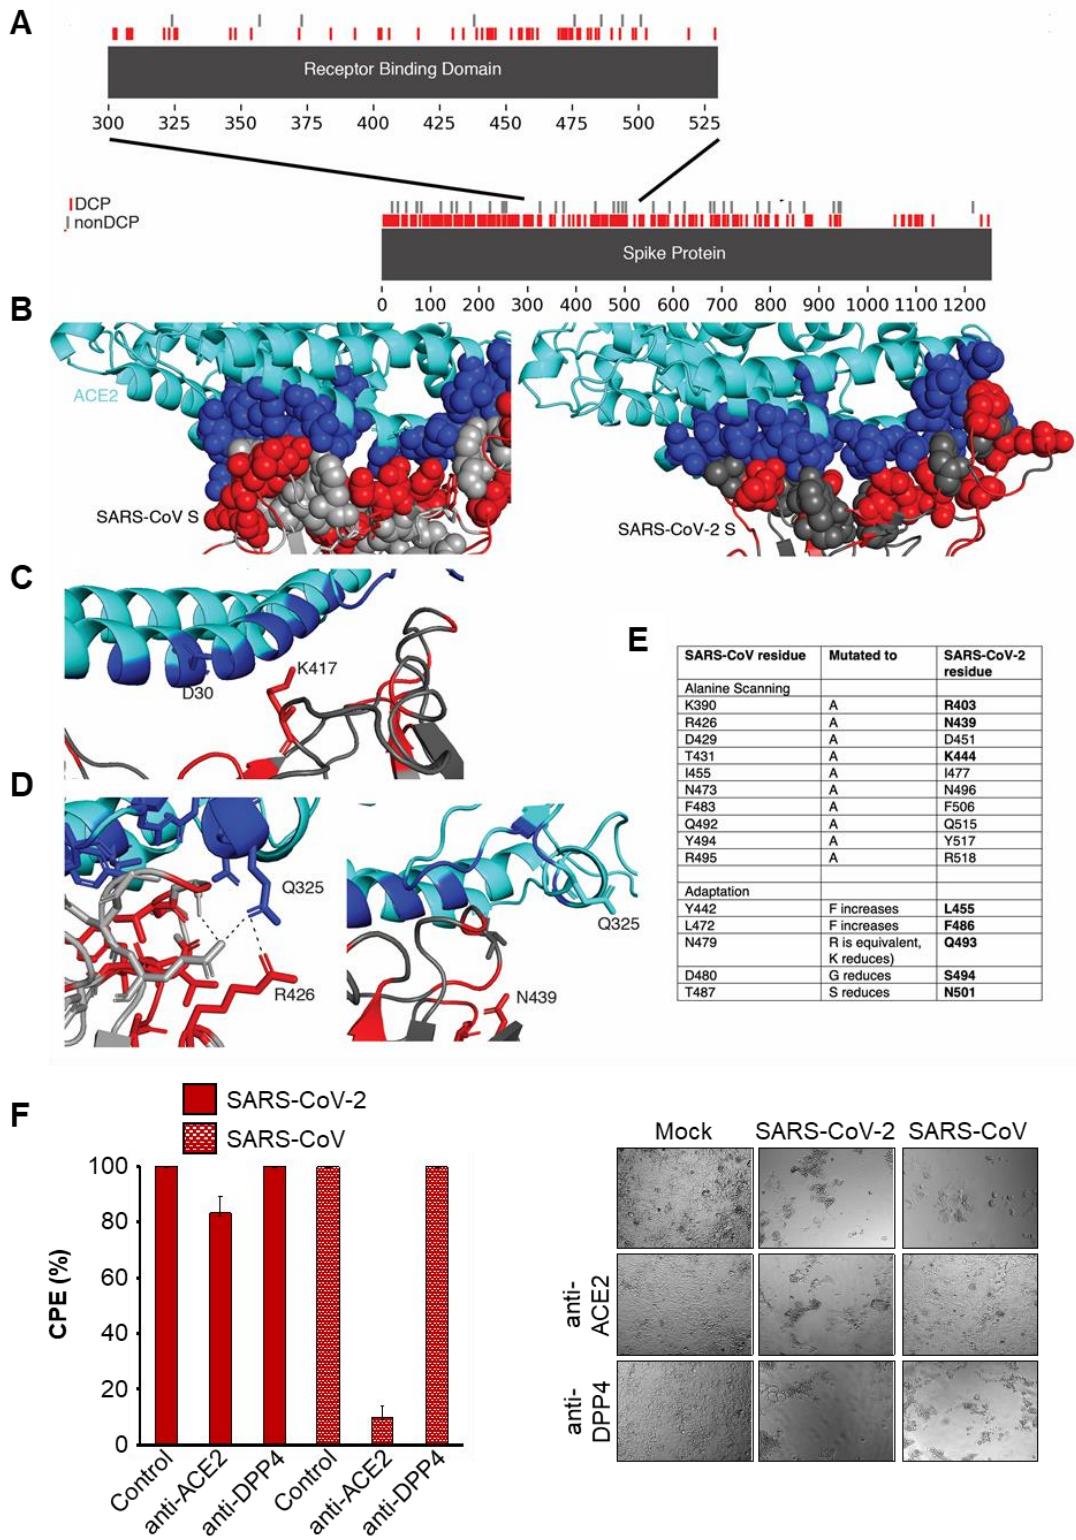 A
Receptor Binding Domain
300 325 350 375 400 425 450 475 500 525
DCP
nonDCP
Spike Protein
0 100 200 300 400 500 600 700 800 900 1000 1100 1200
B
ACE2
SARS-CoV S
SARS-CoV-2 S
C
K417
D30
D
Q325
R426
Q325
N439
E
SARS-CoV residue Mutated to SARS-CoV-2
residue
Alanine Scanning
K390 A R403
R426 A N439
D429 A D451
T431 A K444
I455 A I477
N473 A N496
F483 A F506
Q492 A Q515
Y494 A Y517
R495 A R518
Adaptation
Y442 F increases L455
L472 F increases F486
N479 R is equivalent, Q493
K reduces)
D480 G reduces S494
T487 S reduces N501
F
SARS-CoV-2
SARS-CoV
CPE (%)
100
80
60
40
20
0
Control
anti-ACE2
anti-DPP4
Control
anti-ACE2
anti-DPP4
Mock SARS-CoV-2 SARS-CoV
anti-
ACE2
anti-
DPP4